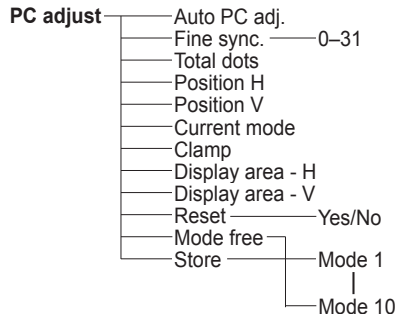 PC adjust Auto PC adj.
Fine sync. 0–31
Total dots
Position H
Position V
Current mode
Clamp
Display area - H
Display area - V
Reset Yes/No
Mode free
Store Mode 1
Mode 10